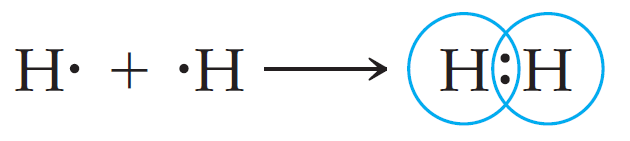 H· + ·H ⟶ H:H